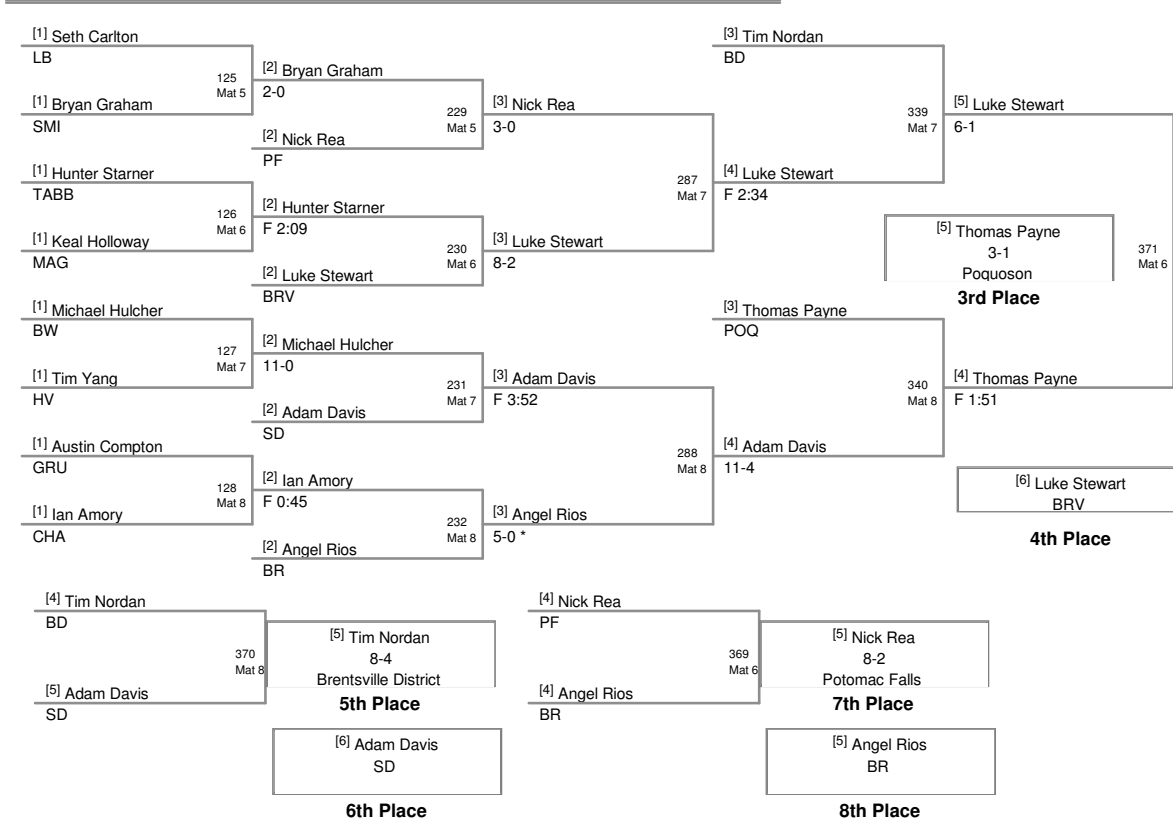 [1] Seth Carlton
LB
125
Mat 5
[1] Bryan Graham
SMI
[2] Bryan Graham
2-0
229
Mat 5
[2] Nick Rea
PF
[3] Nick Rea
3-0
[1] Hunter Starner
TABB
126
Mat 6
[1] Keal Holloway
MAG
[2] Hunter Starner
F 2:09
230
Mat 6
[2] Luke Stewart
BRV
[3] Luke Stewart
8-2
287
Mat 7
[4] Luke Stewart
F 2:34
[3] Tim Nordan
BD
339
Mat 7
[5] Luke Stewart
6-1
[5] Thomas Payne
3-1
Poquoson
3rd Place
371
Mat 6
[1] Michael Hulcher
BW
127
Mat 7
[1] Tim Yang
HV
[2] Michael Hulcher
11-0
231
Mat 7
[2] Adam Davis
SD
[3] Adam Davis
F 3:52
[1] Austin Compton
GRU
128
Mat 8
[1] Ian Amory
CHA
[2] Ian Amory
F 0:45
232
Mat 8
[2] Angel Rios
BR
[3] Angel Rios
5-0 *
288
Mat 8
[4] Adam Davis
11-4
[3] Thomas Payne
POQ
340
Mat 8
[4] Thomas Payne
F 1:51
[6] Luke Stewart
BRV
4th Place
[4] Tim Nordan
BD
370
Mat 8
[5] Adam Davis
SD
[5] Tim Nordan
8-4
Brentsville District
5th Place
[6] Adam Davis
SD
6th Place
[4] Nick Rea
PF
369
Mat 6
[4] Angel Rios
BR
[5] Nick Rea
8-2
Potomac Falls
7th Place
[5] Angel Rios
BR
8th Place